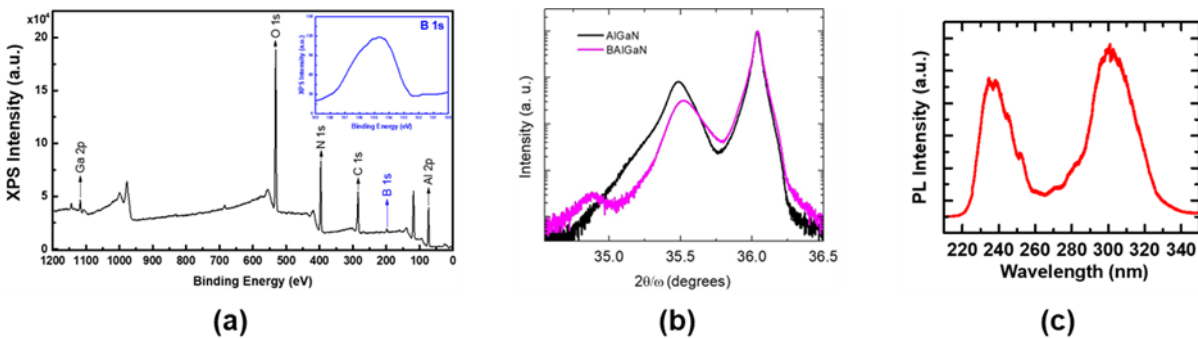 x10⁴
20
15
10
5
0
XPS Intensity (a.u.)
Ga 2p
O 1s
N 1s
C 1s
B 1s
Al 2p
B 1s
XPS Intensity (a.u.)
Binding Energy (eV)
1200 1100 1000 900 800 700 600 500 400 300 200 100 0
Binding Energy (eV)
(a)
AlGaN
BAlGaN
Intensity (a. u.)
35.0 35.5 36.0 36.5
2θ/ω (degrees)
(b)
PL Intensity (a.u.)
220 240 260 280 300 320 340
Wavelength (nm)
(c)